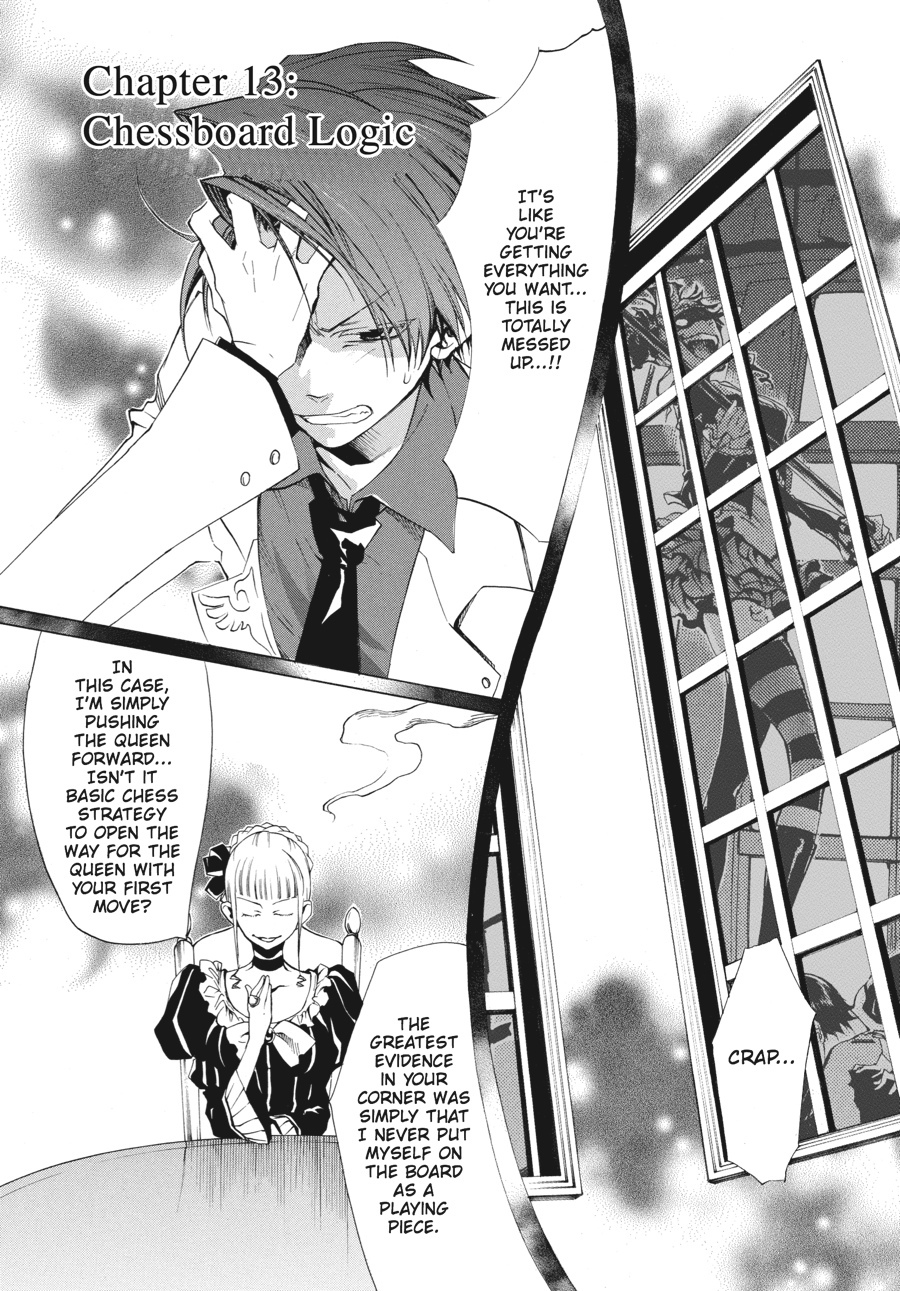 Chapter 13:
Chessboard Logic
CRAP...
IT'S
LIKE
YOU'RE
GETTING
EVERYTHING
YOU WANT...
THIS IS
TOTALLY
MESSED
UP...!!
IN
THIS CASE,
I'M SIMPLY
PUSHING
THE QUEEN
FORWARD...
ISN'T IT
BASIC CHESS
STRATEGY
TO OPEN THE
WAY FOR THE
QUEEN WITH
YOUR FIRST
MOVE?
THE
GREATEST
EVIDENCE
IN YOUR
CORNER WAS
SIMPLY THAT
I NEVER PUT
MYSELF ON
THE BOARD
AS A
PLAYING
PIECE.